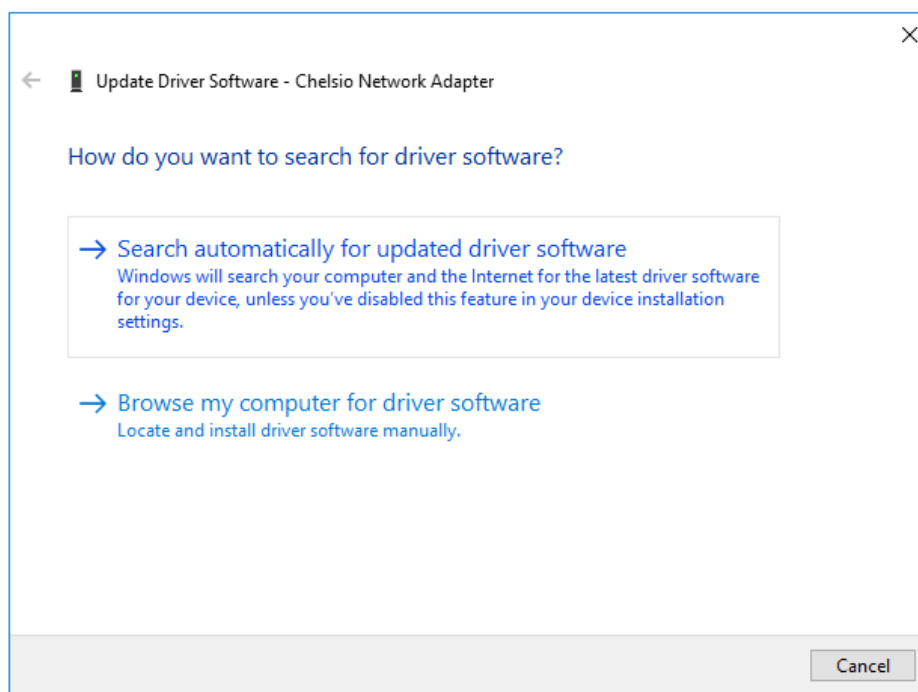 Update Driver Software - Chelsio Network Adapter
How do you want to search for driver software?
Search automatically for updated driver software
Windows will search your computer and the Internet for the latest driver software
for your device, unless you've disabled this feature in your device installation
settings.
Browse my computer for driver software
Locate and install driver software manually.
Cancel